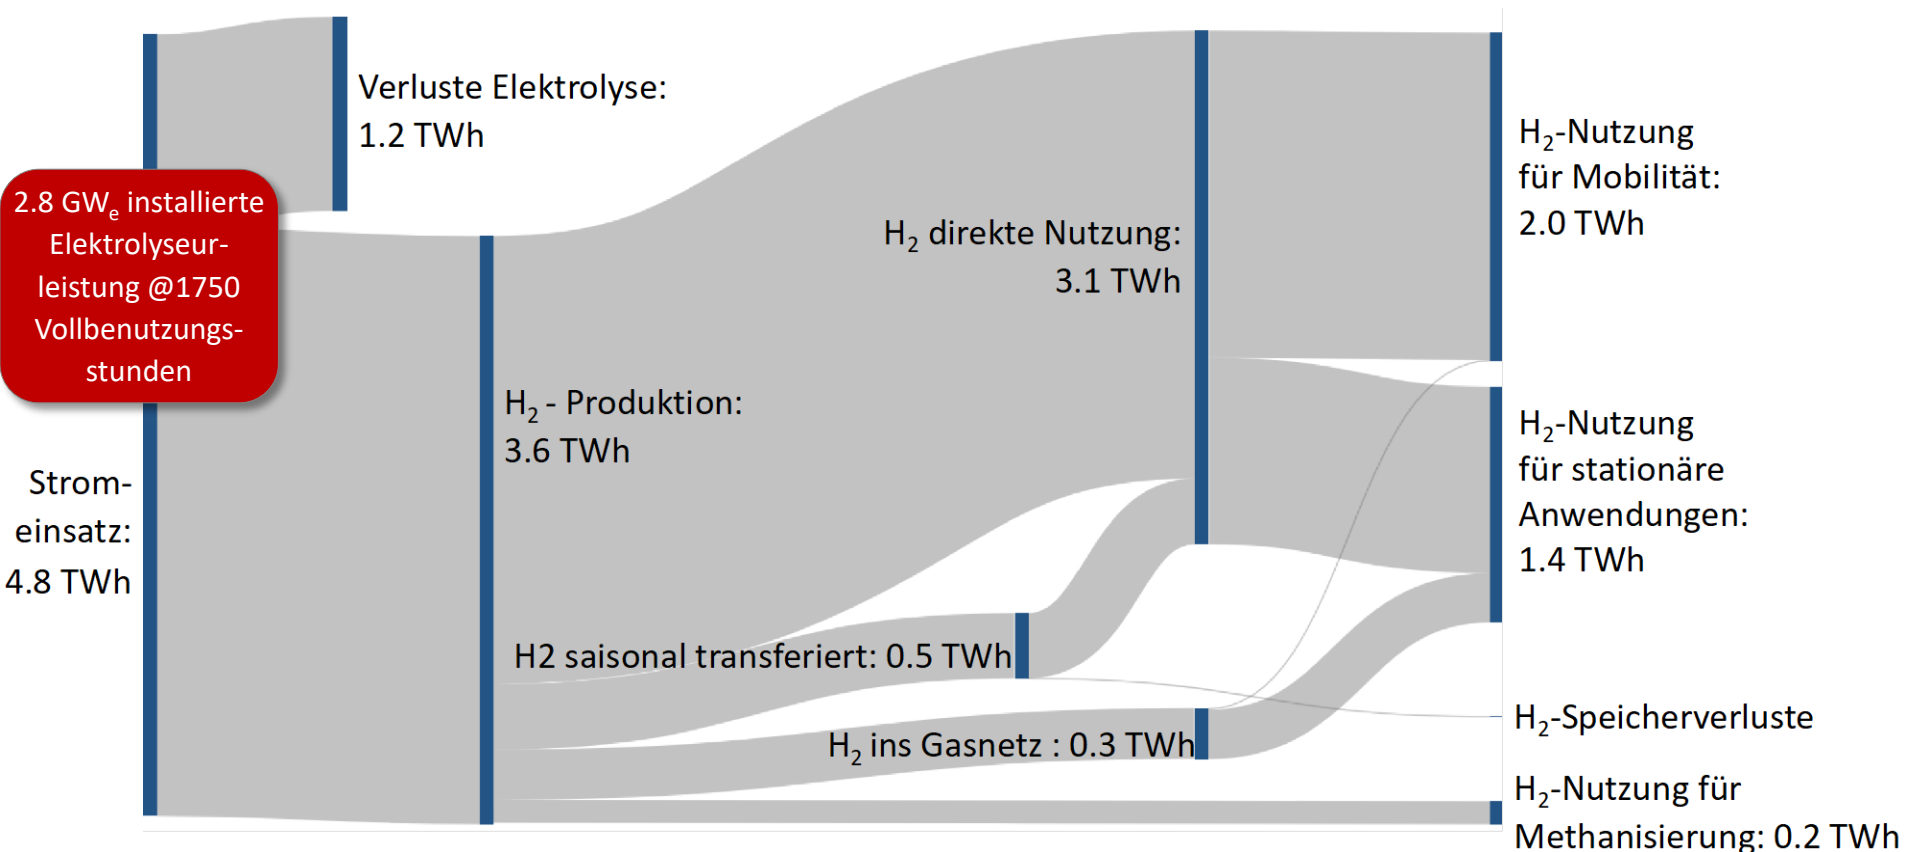 Verluste Elektrolyse:
1.2 TWh
2.8 GWₑ installierte
Elektrolyseur-
leistung @1750
Vollbenutzungs-
stunden
Strom-
einsatz:
4.8 TWh
H₂ - Produktion:
3.6 TWh
H₂ direkte Nutzung:
3.1 TWh
H2 saisonal transferiert: 0.5 TWh
H₂ ins Gasnetz : 0.3 TWh
H₂-Nutzung
für Mobilität:
2.0 TWh
H₂-Nutzung
für stationäre
Anwendungen:
1.4 TWh
H₂-Speicherverluste
H₂-Nutzung für
Methanisierung: 0.2 TWh